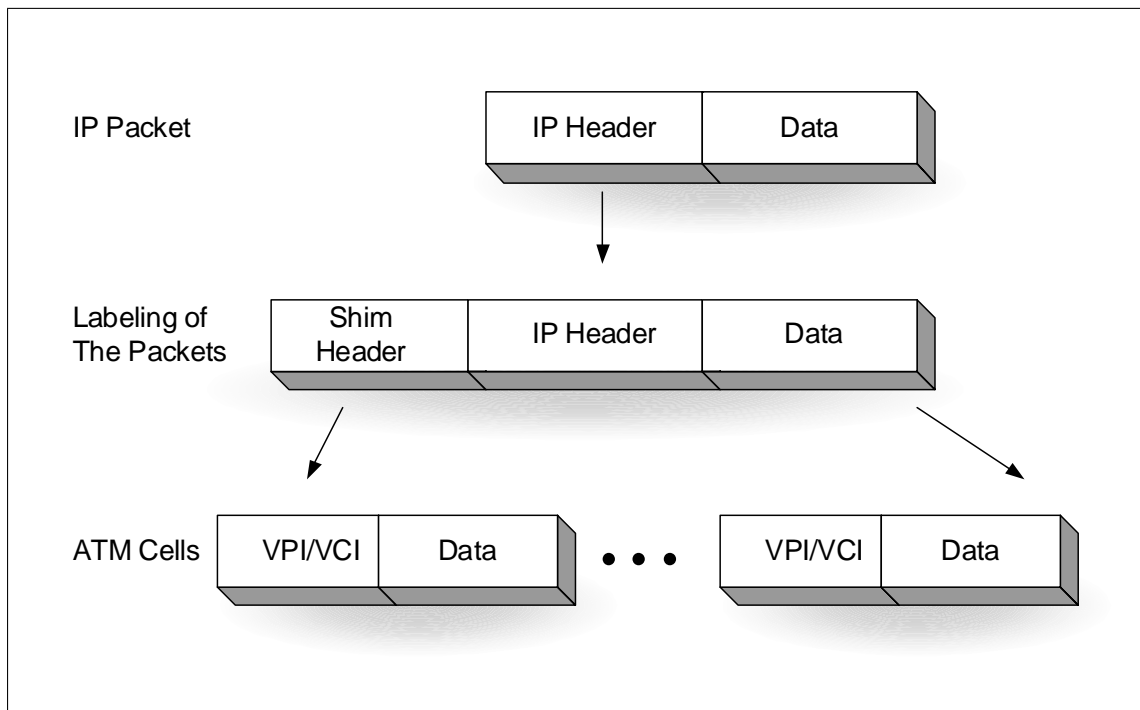 IP Packet
IP Header
Data
Labeling of
The Packets
Shim
Header
IP Header
Data
ATM Cells
VPI/VCI
Data
VPI/VCI
Data